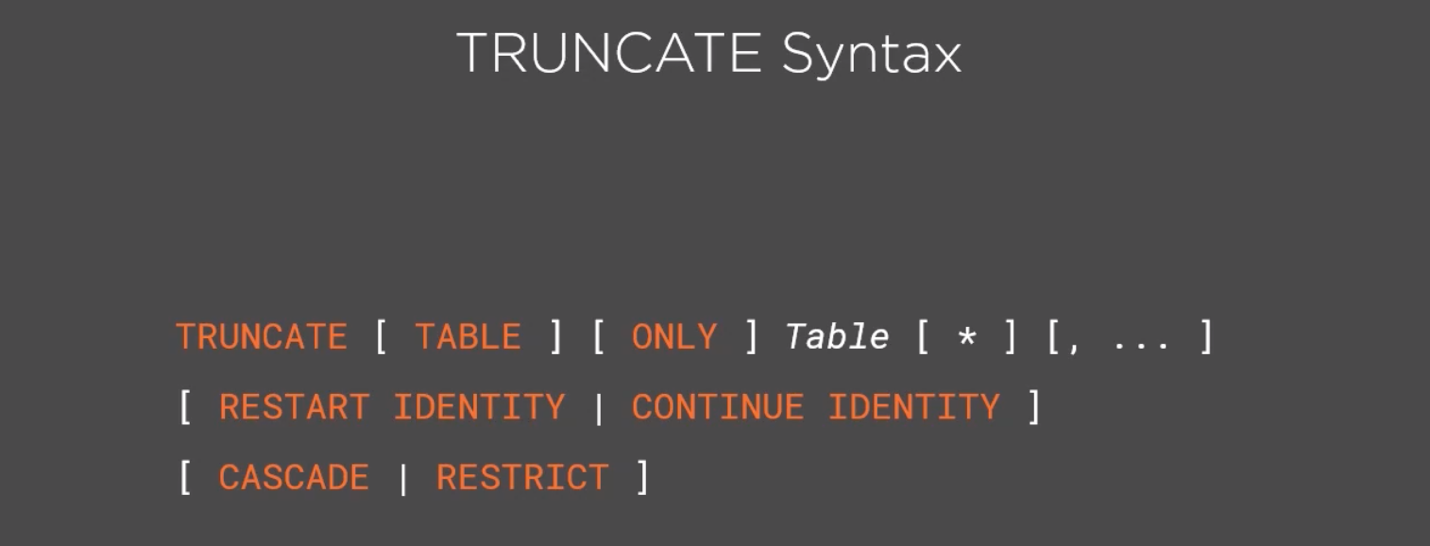 TRUNCATE Syntax
TRUNCATE [ TABLE ] [ ONLY ] Table [ * ] [, ... ]
[ RESTART IDENTITY | CONTINUE IDENTITY ]
[ CASCADE | RESTRICT ]